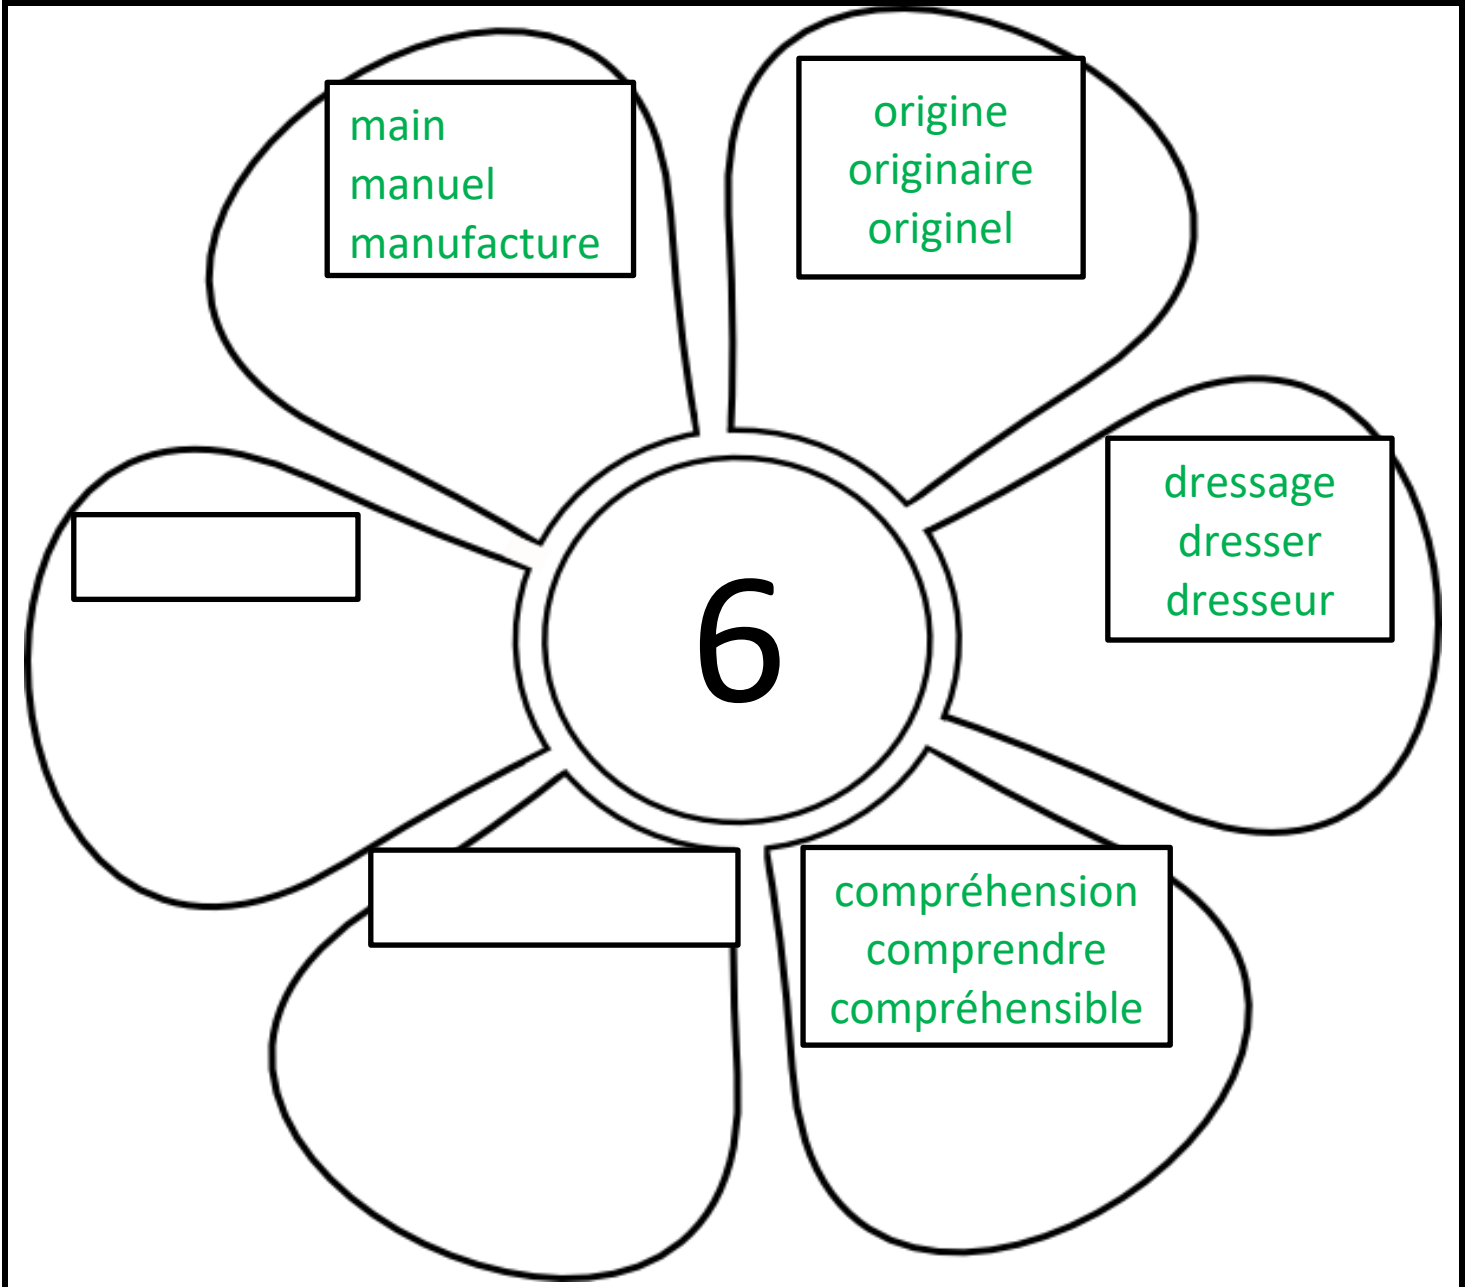 main
manuel
manufacture
origine
originaire
originel
dressage
dresser
dresseur
6
compréhension
comprendre
compréhensible